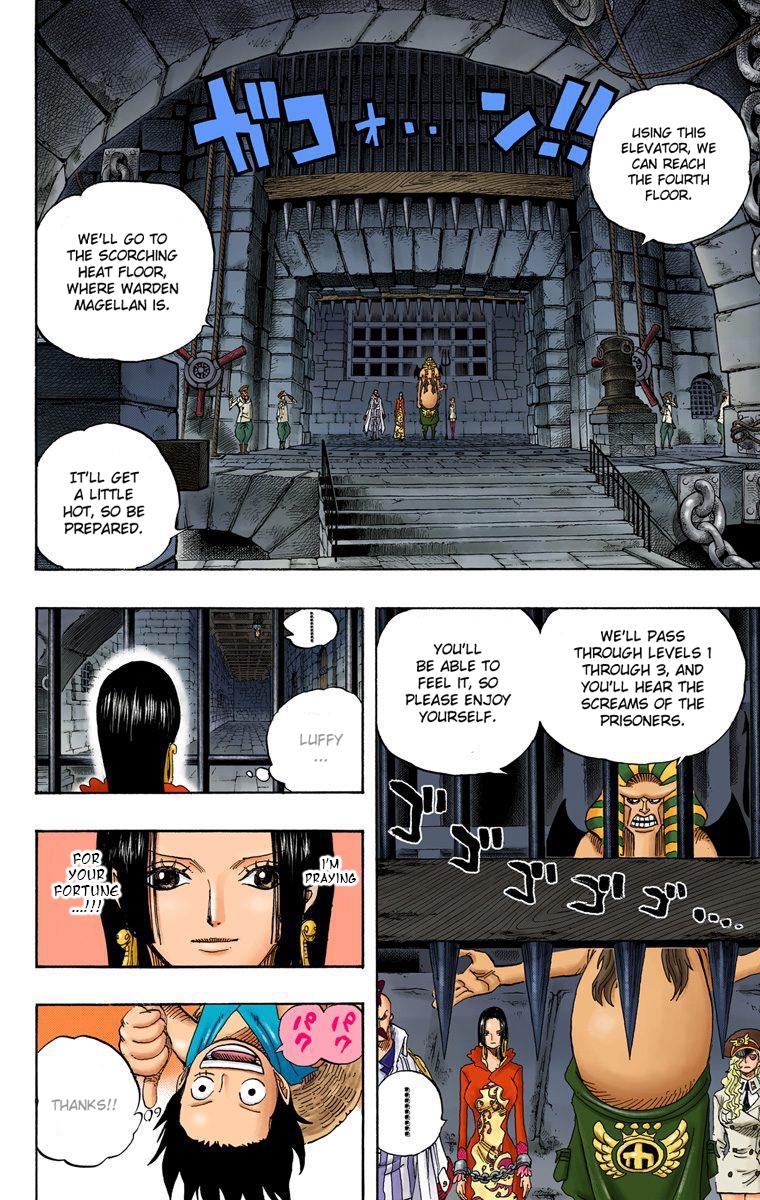 ガコォ・・ン!!
USING THIS
ELEVATOR, WE
CAN REACH
THE FOURTH
FLOOR.
WE'LL GO TO
THE SCORCHING
HEAT FLOOR,
WHERE WARDEN
MAGELLAN IS.
IT'LL GET
A LITTLE
HOT, SO BE
PREPARED.
WE'LL PASS
THROUGH LEVELS 1
THROUGH 3, AND
YOU'LL HEAR THE
SCREAMS OF THE
PRISONERS.
YOU'LL
BE ABLE TO
FEEL IT, SO
PLEASE ENJOY
YOURSELF.
ゴゴゴゴゴ....
.........
.........
LUFFY
...
I'M
PRAYING
FOR
YOUR
FORTUNE
....!!!
パク
パク
THANKS!!